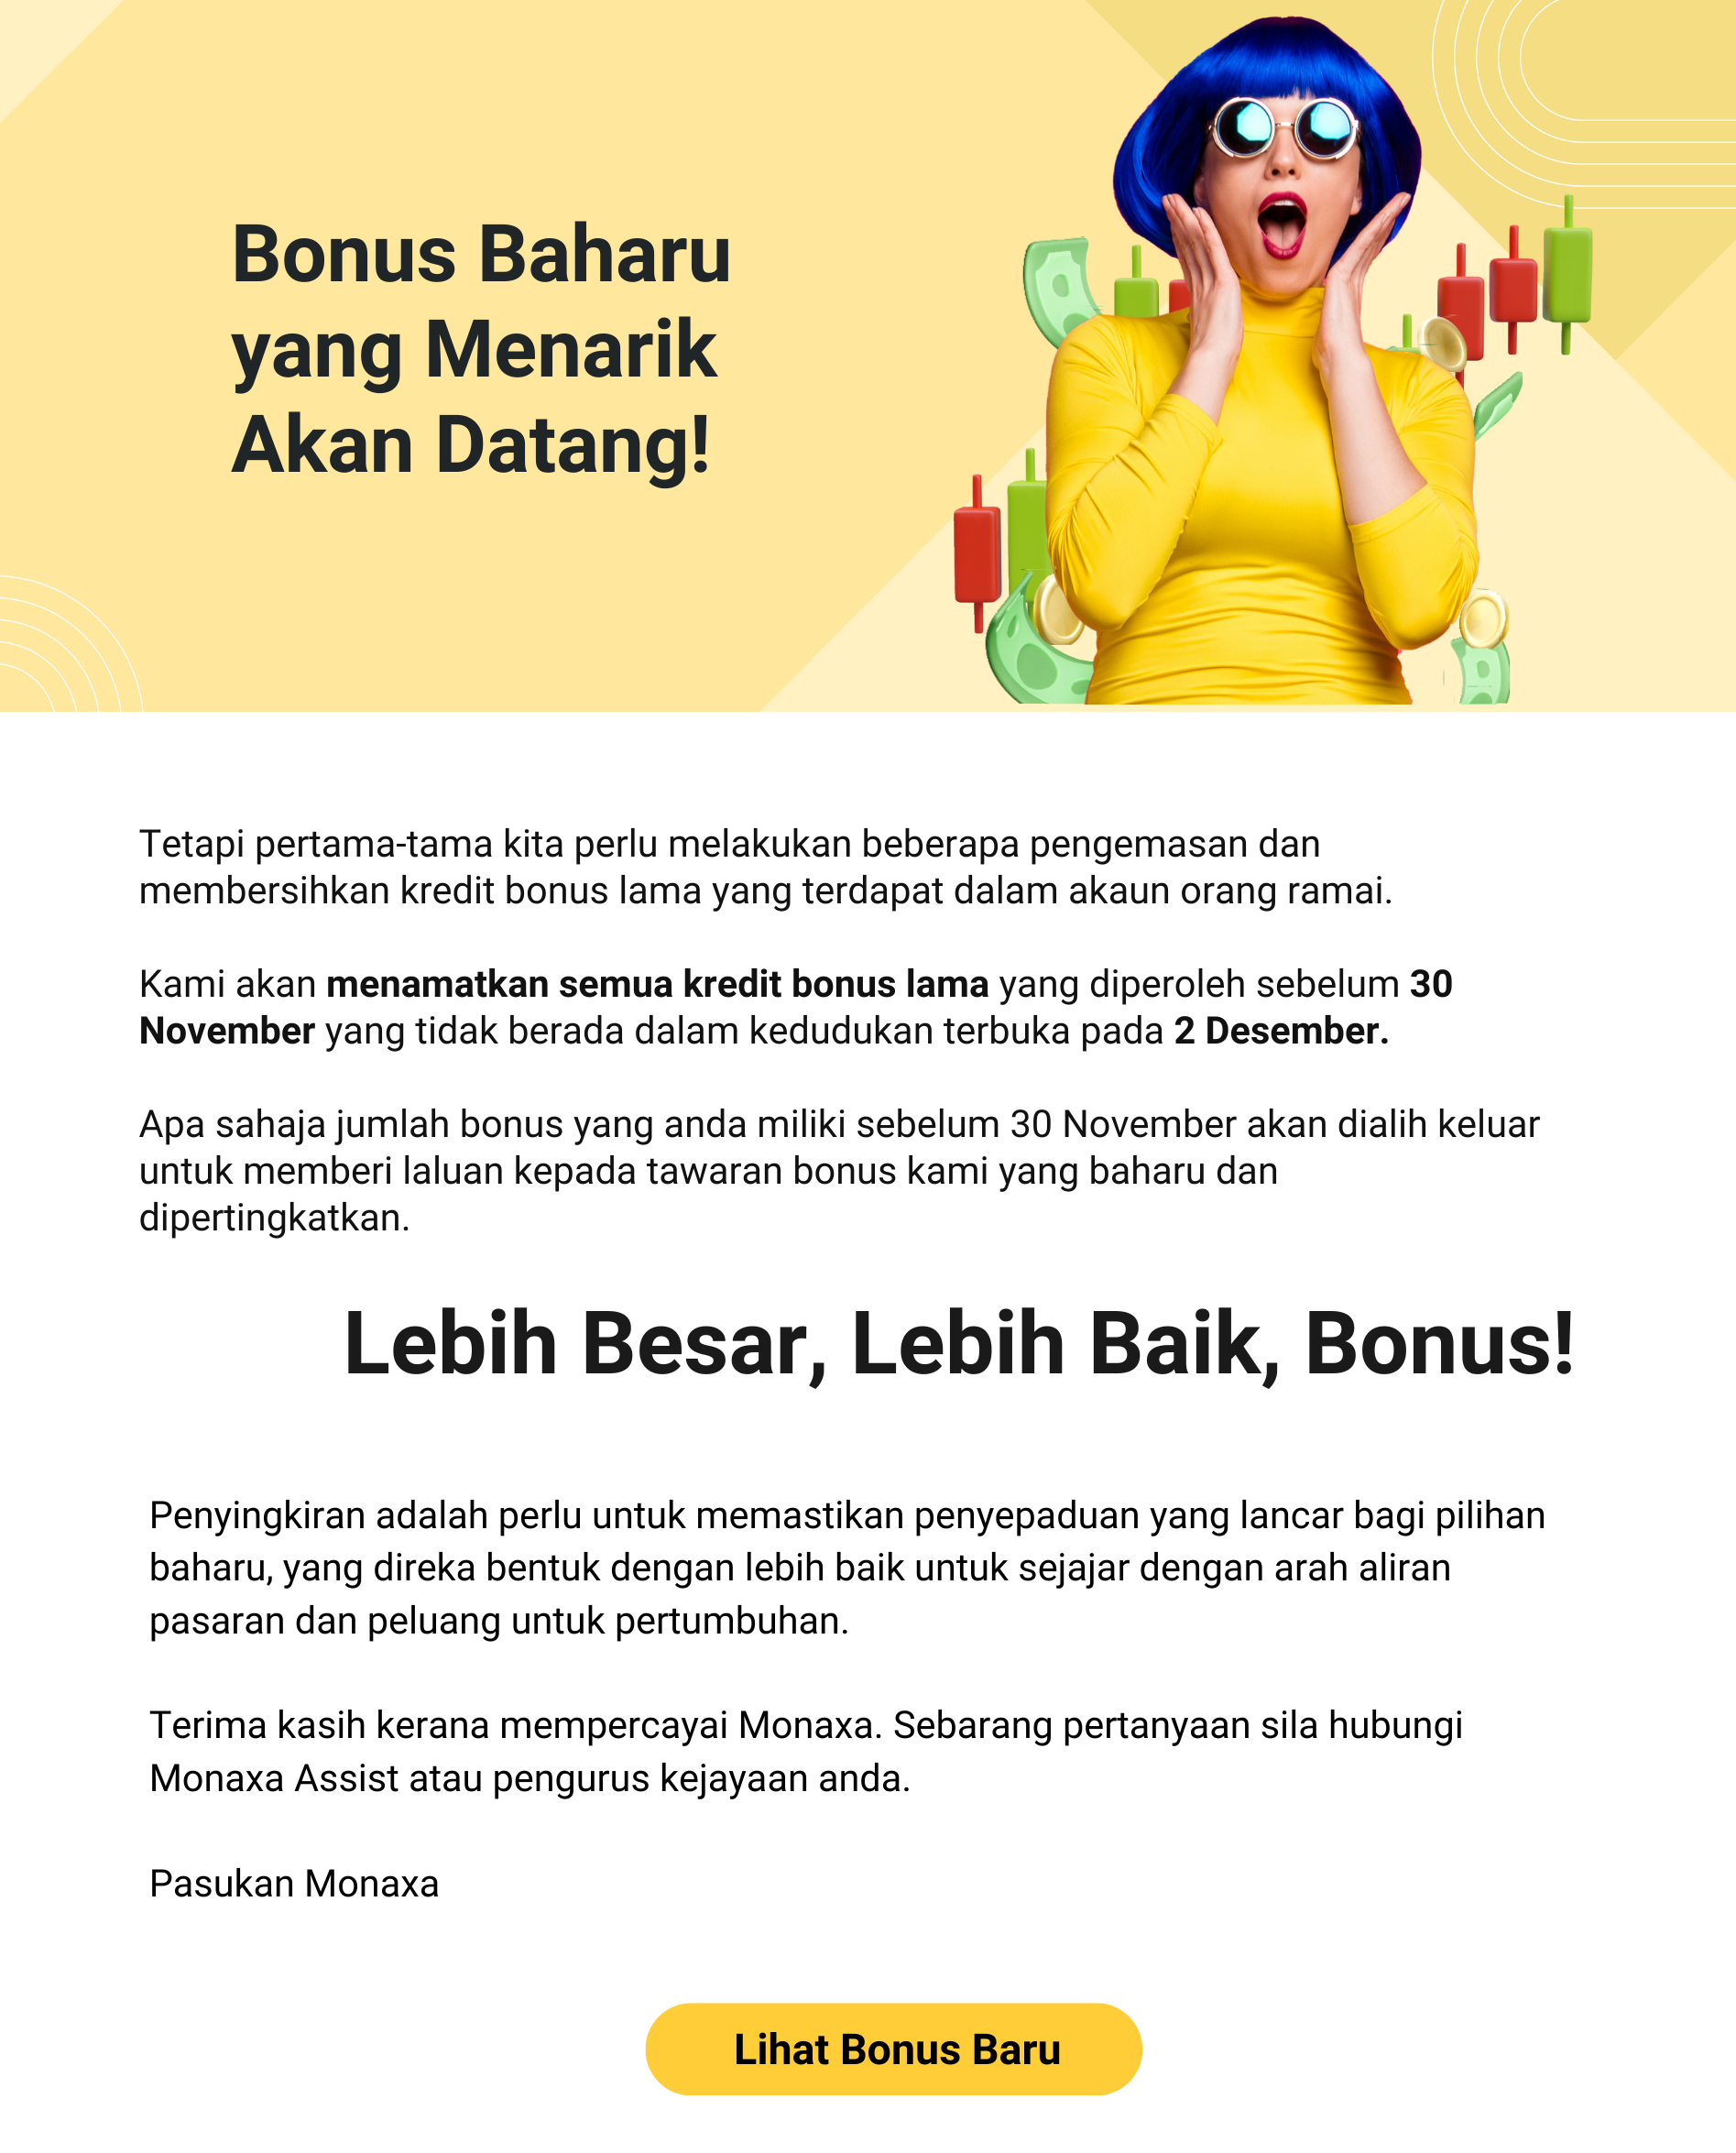 Bonus Baharu
yang Menarik
Akan Datang!
Tetapi pertama-tama kita perlu melakukan beberapa pengemasan dan
membersihkan kredit bonus lama yang terdapat dalam akaun orang ramai.
Kami akan menamatkan semua kredit bonus lama yang diperoleh sebelum 30
November yang tidak berada dalam kedudukan terbuka pada 2 Desember.
Apa sahaja jumlah bonus yang anda miliki sebelum 30 November akan dialih keluar
untuk memberi laluan kepada tawaran bonus kami yang baharu dan
dipertingkatkan.
Lebih Besar, Lebih Baik, Bonus!
Penyingkiran adalah perlu untuk memastikan penyepaduan yang lancar bagi pilihan
baharu, yang direka bentuk dengan lebih baik untuk sejajar dengan arah aliran
pasaran dan peluang untuk pertumbuhan.
Terima kasih kerana mempercayai Monaxa. Sebarang pertanyaan sila hubungi
Monaxa Assist atau pengurus kejayaan anda.
Pasukan Monaxa
Lihat Bonus Baru